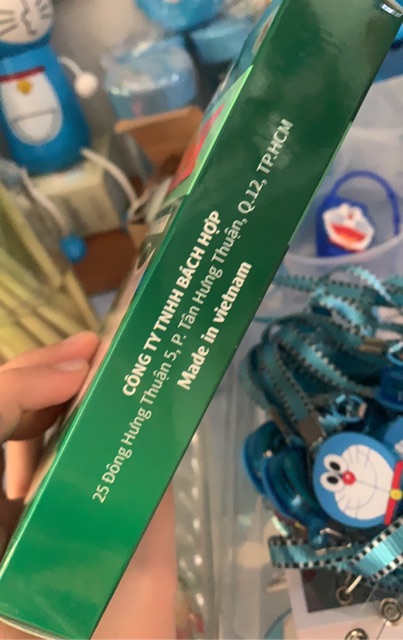 CÔNG TY TNHH BÁCH HỢP
25 Đông Hưng Thuận 5, P. Tân Hưng Thuận, Q.12, TP.HCM
Made in vietnam